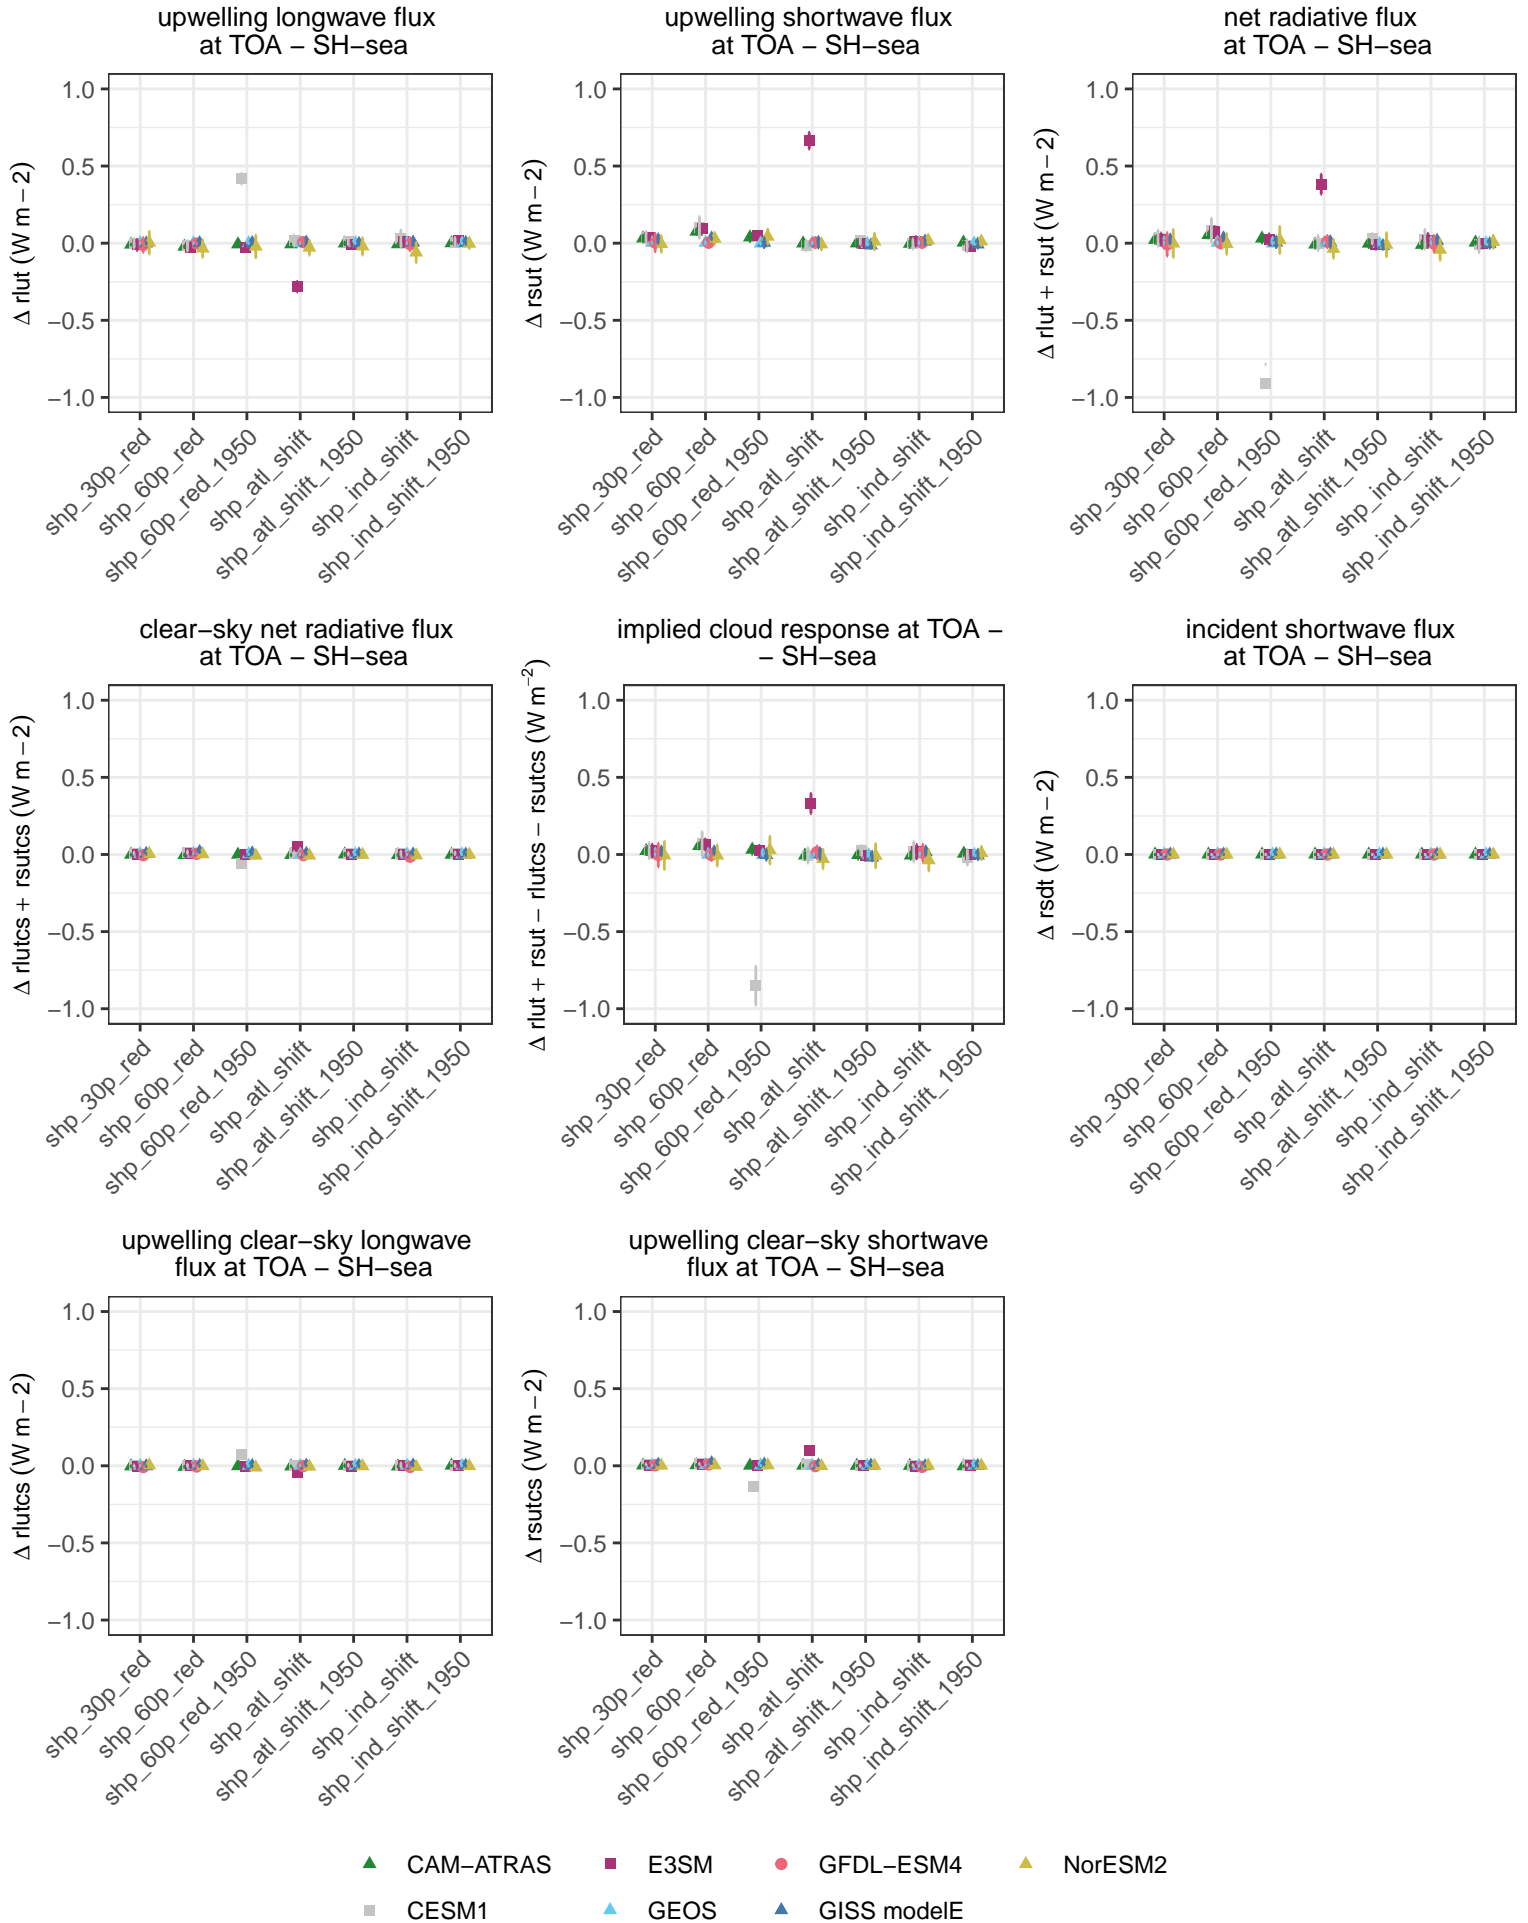 upwelling longwave flux
at TOA − SH−sea
Δ rlut (W m − 2)
1.0
0.5
0.0
−0.5
−1.0
shp_30p_red
shp_60p_red
shp_60p_red_1950
shp_atl_shift
shp_atl_shift_1950
shp_ind_shift
shp_ind_shift_1950
upwelling shortwave flux
at TOA − SH−sea
Δ rsut (W m − 2)
1.0
0.5
0.0
−0.5
−1.0
shp_30p_red
shp_60p_red
shp_60p_red_1950
shp_atl_shift
shp_atl_shift_1950
shp_ind_shift
shp_ind_shift_1950
net radiative flux
at TOA − SH−sea
Δ rlut + rsut (W m − 2)
1.0
0.5
0.0
−0.5
−1.0
shp_30p_red
shp_60p_red
shp_60p_red_1950
shp_atl_shift
shp_atl_shift_1950
shp_ind_shift
shp_ind_shift_1950
clear−sky net radiative flux
at TOA − SH−sea
Δ rlutcs + rsutcs (W m − 2)
1.0
0.5
0.0
−0.5
−1.0
shp_30p_red
shp_60p_red
shp_60p_red_1950
shp_atl_shift
shp_atl_shift_1950
shp_ind_shift
shp_ind_shift_1950
implied cloud response at TOA −
− SH−sea
Δ rlut + rsut − rlutcs − rsutcs (W m⁻²)
1.0
0.5
0.0
−0.5
−1.0
shp_30p_red
shp_60p_red
shp_60p_red_1950
shp_atl_shift
shp_atl_shift_1950
shp_ind_shift
shp_ind_shift_1950
incident shortwave flux
at TOA − SH−sea
Δ rsdt (W m − 2)
1.0
0.5
0.0
−0.5
−1.0
shp_30p_red
shp_60p_red
shp_60p_red_1950
shp_atl_shift
shp_atl_shift_1950
shp_ind_shift
shp_ind_shift_1950
upwelling clear−sky longwave
flux at TOA − SH−sea
Δ rlutcs (W m − 2)
1.0
0.5
0.0
−0.5
−1.0
shp_30p_red
shp_60p_red
shp_60p_red_1950
shp_atl_shift
shp_atl_shift_1950
shp_ind_shift
shp_ind_shift_1950
upwelling clear−sky shortwave
flux at TOA − SH−sea
Δ rsutcs (W m − 2)
1.0
0.5
0.0
−0.5
−1.0
shp_30p_red
shp_60p_red
shp_60p_red_1950
shp_atl_shift
shp_atl_shift_1950
shp_ind_shift
shp_ind_shift_1950
CAM−ATRAS E3SM GFDL−ESM4 NorESM2
CESM1 GEOS GISS modelE